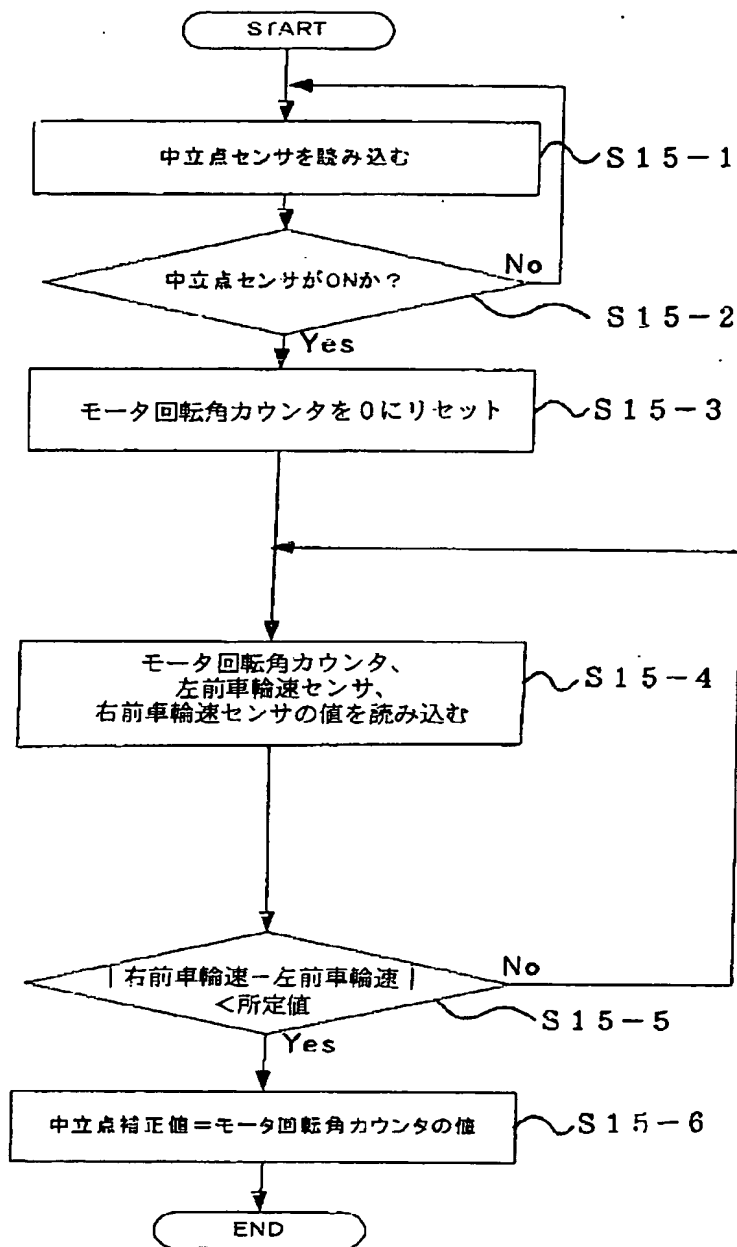 START
中立点センサを読み込む
S15-1
中立点センサがONか?
No
S15-2
Yes
モータ回転角カウンタを0にリセット
S15-3
モータ回転角カウンタ、
左前車輪速センサ、
右前車輪速センサの値を読み込む
S15-4
|右前車輪速-左前車輪速|
<所定値
No
S15-5
Yes
中立点補正値=モータ回転角カウンタの値
S15-6
END